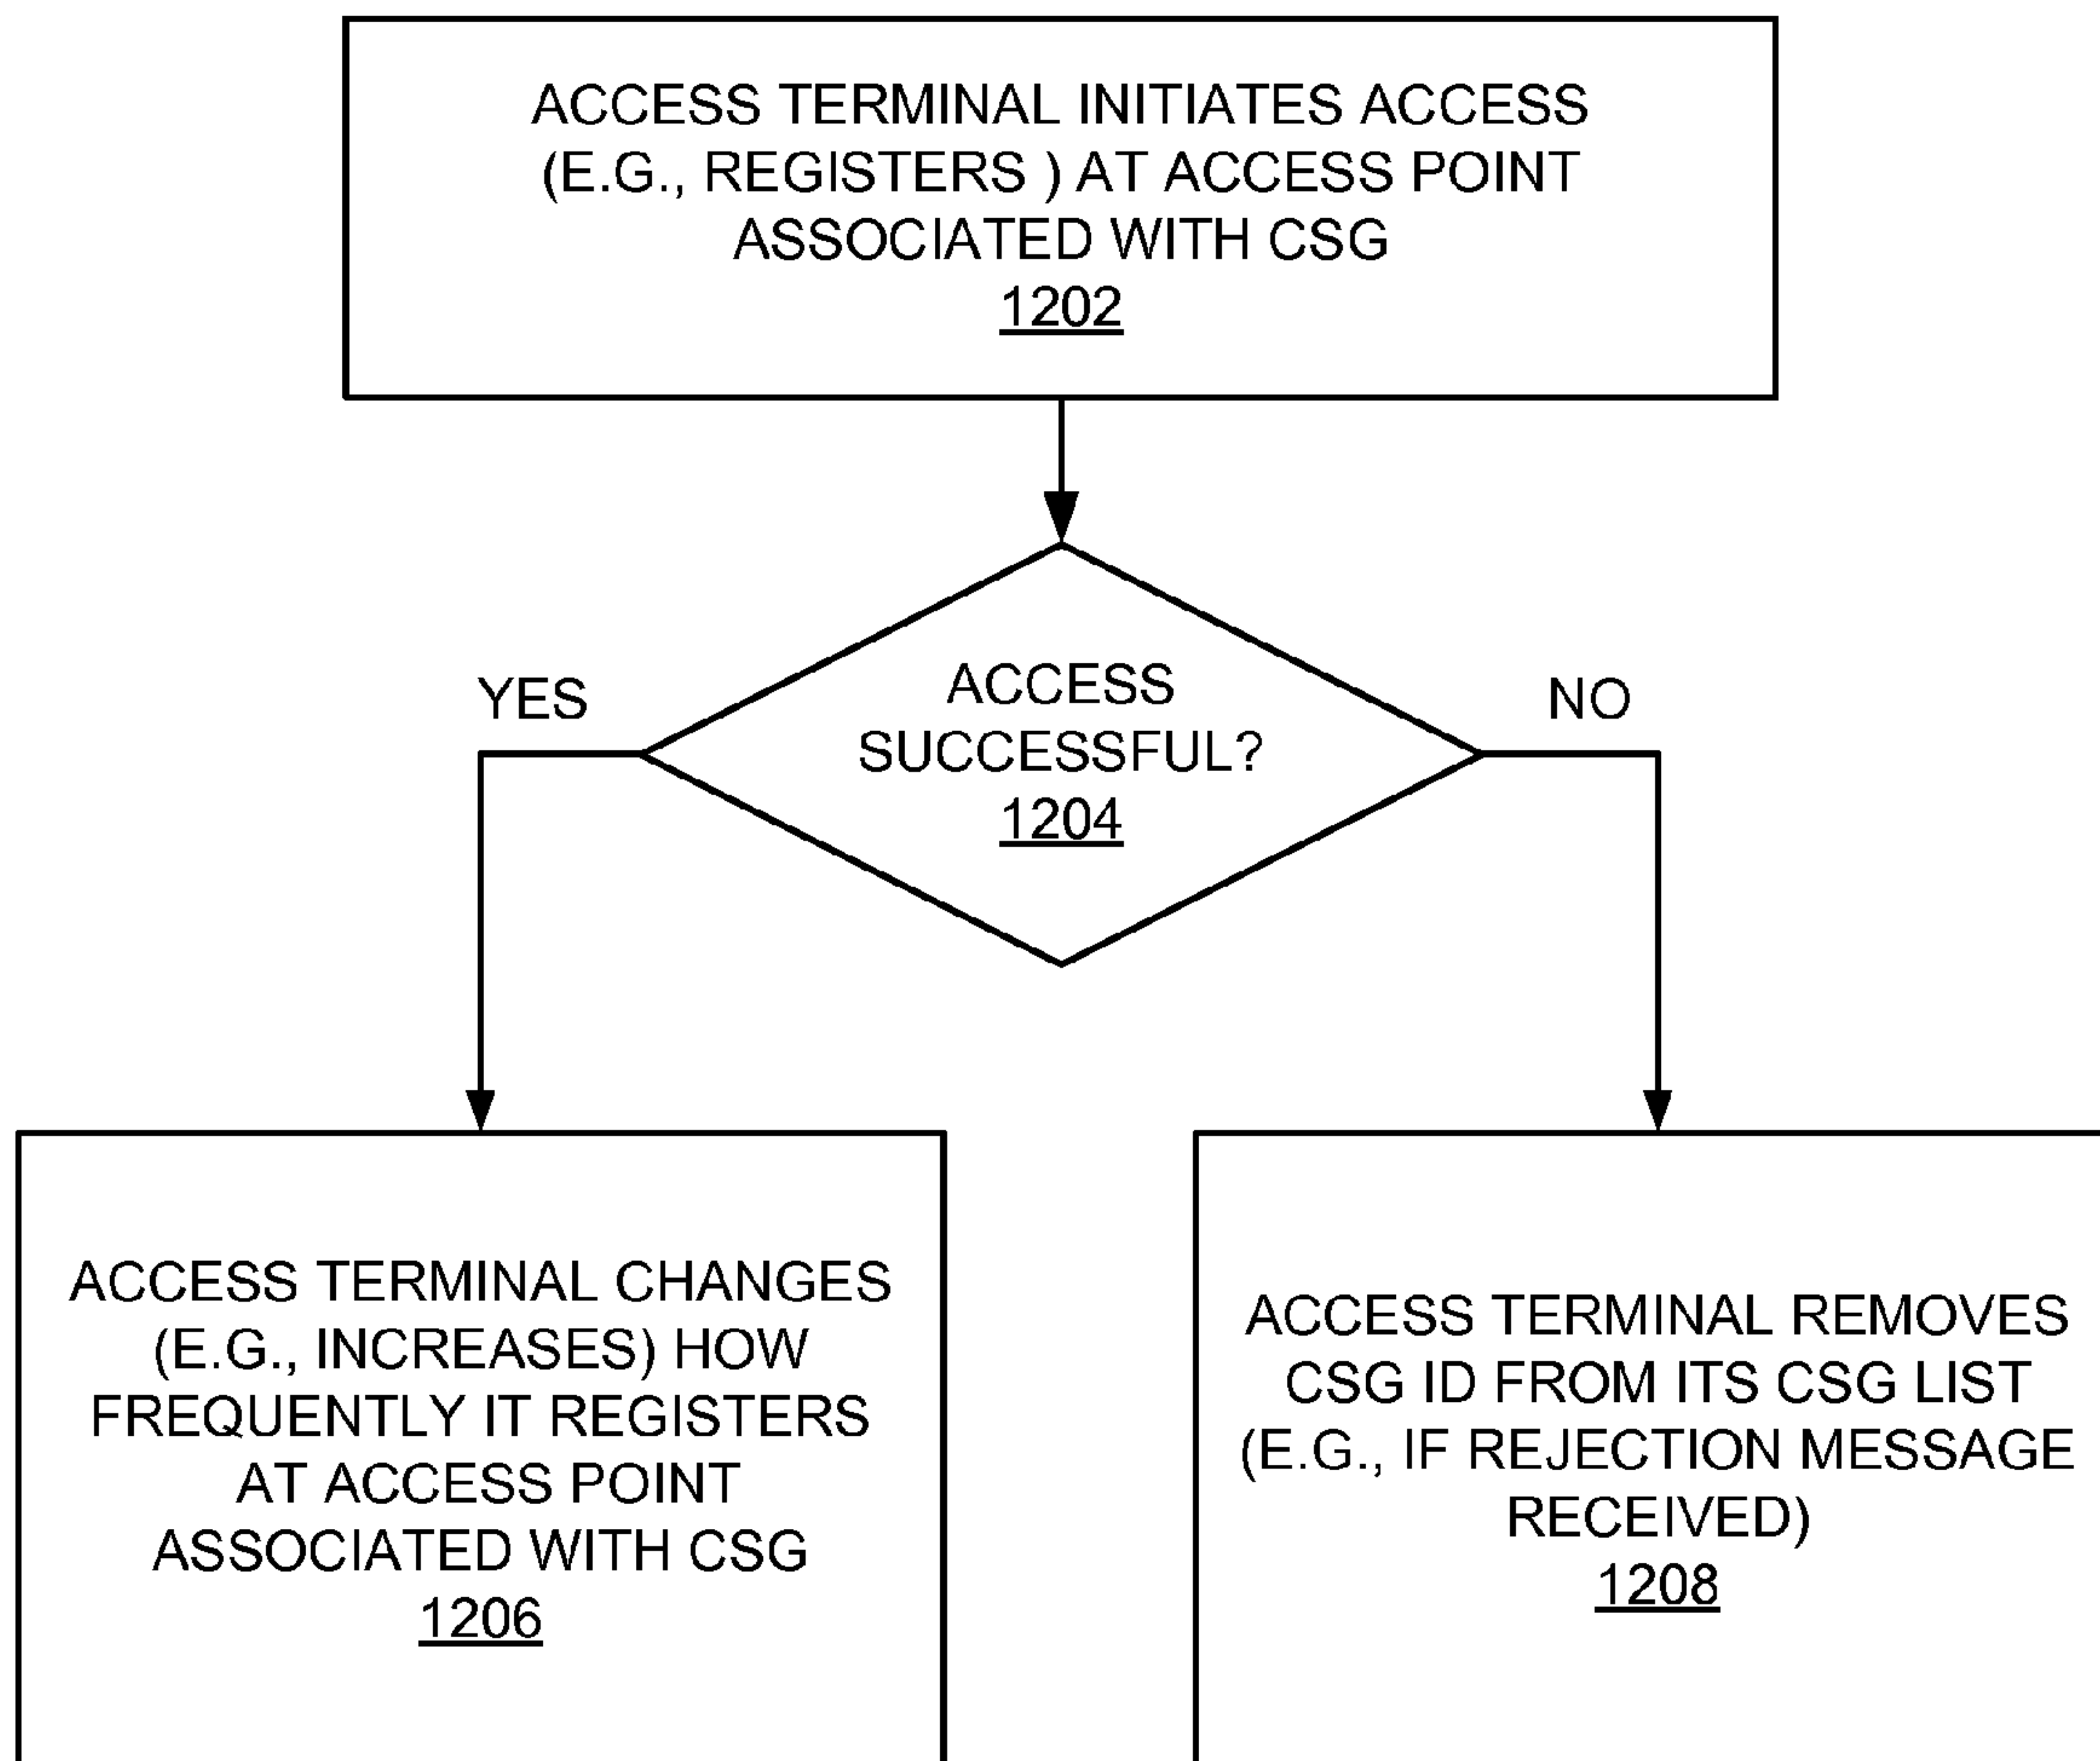 ACCESS TERMINAL INITIATES ACCESS
(E.G., REGISTERS ) AT ACCESS POINT
ASSOCIATED WITH CSG
1202
ACCESS
SUCCESSFUL?
1204
YES
NO
ACCESS TERMINAL CHANGES
(E.G., INCREASES) HOW
FREQUENTLY IT REGISTERS
AT ACCESS POINT
ASSOCIATED WITH CSG
1206
ACCESS TERMINAL REMOVES
CSG ID FROM ITS CSG LIST
(E.G., IF REJECTION MESSAGE
RECEIVED)
1208